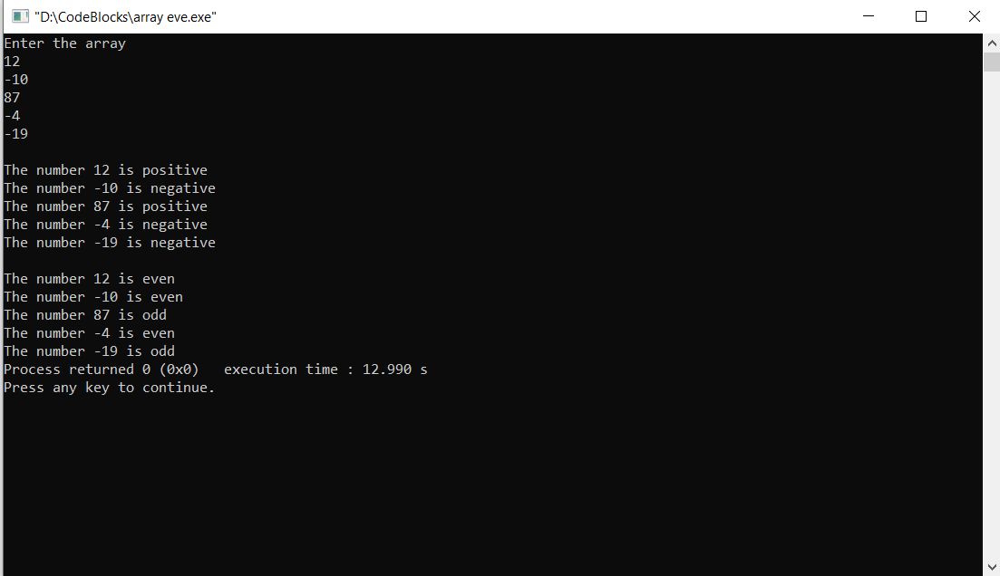 "D:\CodeBlocks\array eve.exe"
Enter the array
12
-10
87
-4
-19
The number 12 is positive
The number -10 is negative
The number 87 is positive
The number -4 is negative
The number -19 is negative
The number 12 is even
The number -10 is even
The number 87 is odd
The number -4 is even
The number -19 is odd
Process returned 0 (0x0)   execution time : 12.990 s
Press any key to continue.